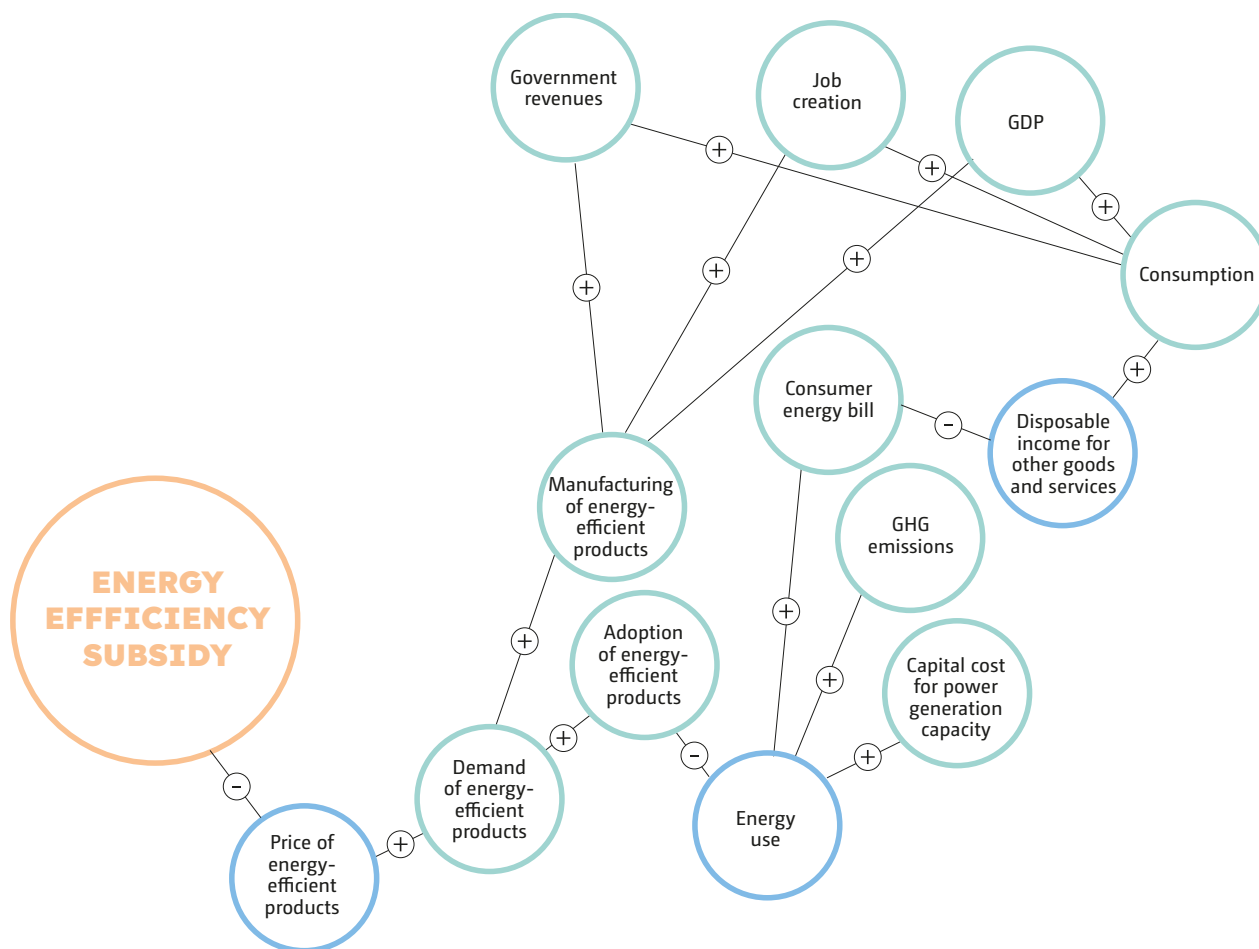 Government
revenues
Job
creation
GDP
+
+
+
Consumption
+
+
+
+
Consumer
energy bill
-
Disposable
income for
other goods
and services
Manufacturing
of energy-
efficient
products
GHG
emissions
ENERGY
EFFFICIENCY
SUBSIDY
+
+
Adoption
of energy-
efficient
products
+
Capital cost
for power
generation
capacity
+
-
+
-
Demand
of energy-
efficient
products
Energy
use
+
Price of
energy-
efficient
products